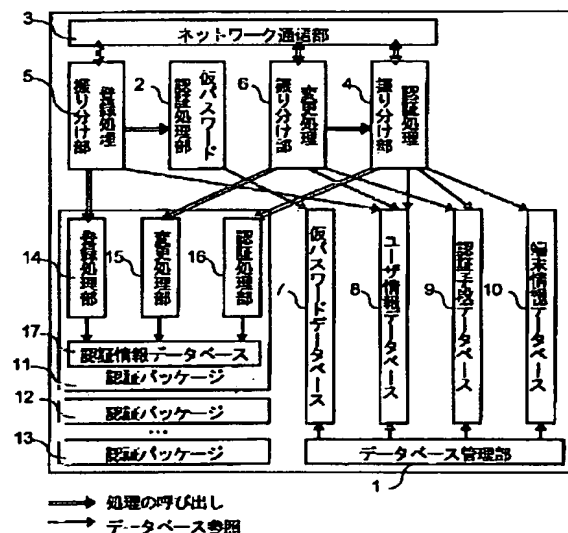 3
ネットワーク通信部
5
登録処理
振り分け部
2
仮パスワード
認証処理部
6
変更処理
振り分け部
4
認証処理
振り分け部
14
登録処理部
15
変更処理部
16
認証処理部
7
仮パスワードデータベース
8
ユーザ情報データベース
9
認証手段データベース
10
端末情報データベース
17
認証情報データベース
11
認証パッケージ
12
認証パッケージ
…
13
認証パッケージ
データベース管理部
1
処理の呼び出し
データベース参照